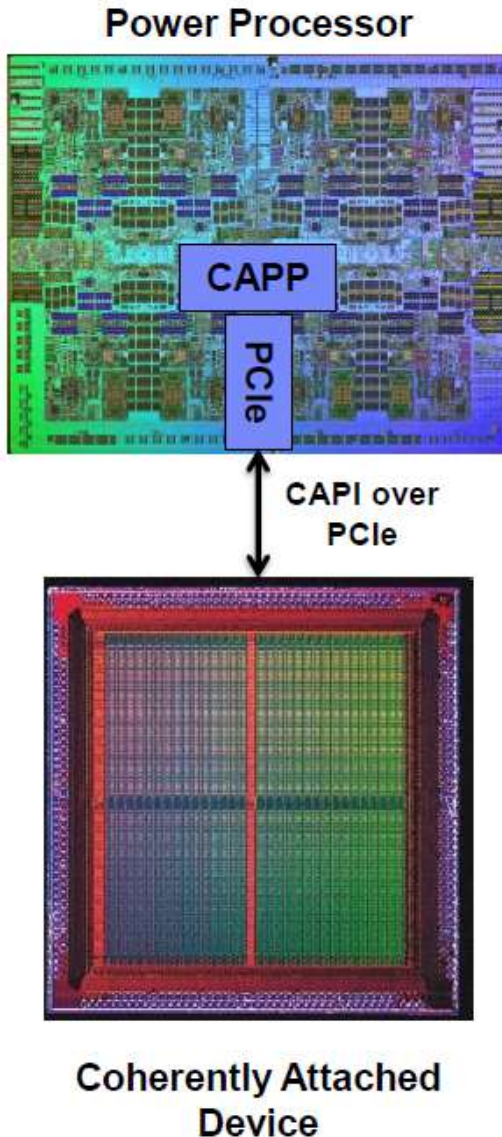 Power Processor
CAPP
PCIe
CAPI over
PCIe
Coherently Attached
Device